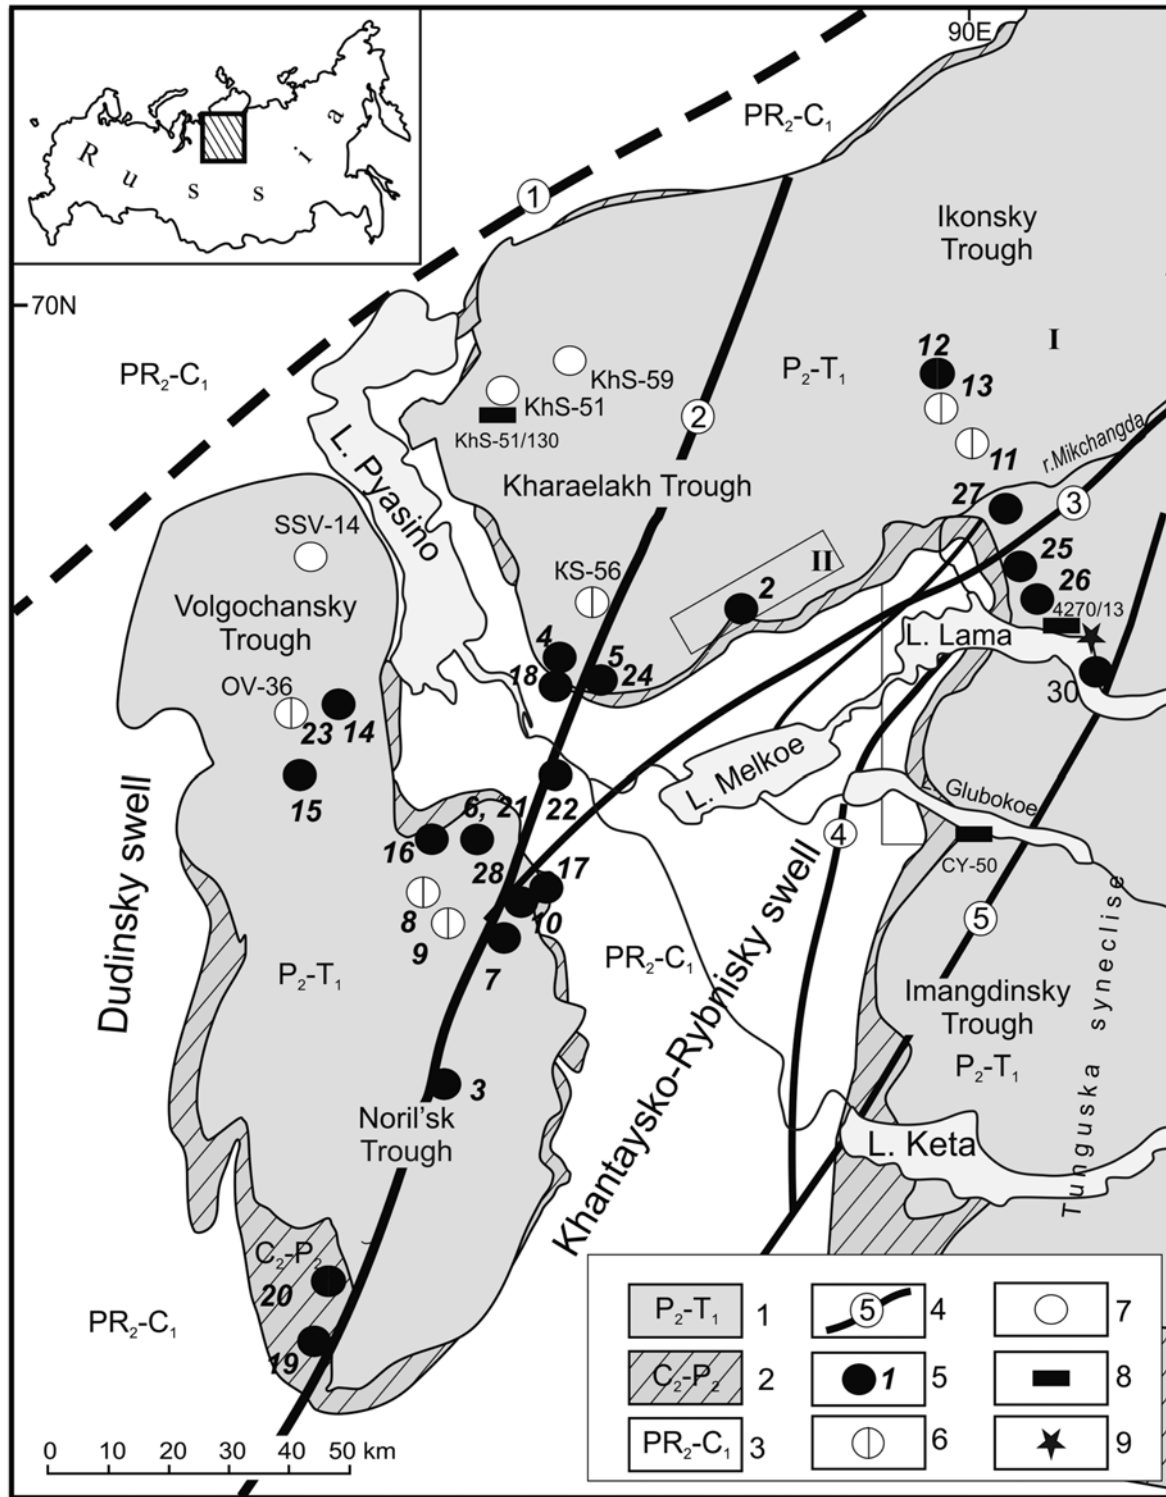 90E
PR₂-C₁
R u s s i a
1
Ikonsky
Trough
70N
I
12
P₂-T₁
13
PR₂-C₁
KhS-59
KhS-51
2
KhS-51/130
11
r.Mikchangda
L. Pyasino
Kharaelakh Trough
27
3
SSV-14
25
II
KS-56
2
26
4270/13
Volgochansky
Trough
L. Lama
4
5
18
24
30
OV-36
23
14
L. Melkoe
L. Glubokoe
15
22
6, 21
16
4
CY-50
28
17
8
10
9
7
5
Dudinsky swell
P₂-T₁
PR₂-C₁
Khantaysko-Rybnisky swell
Imangdinsky
Trough
P₂-T₁
Tunguska syneclise
3
Noril'sk
Trough
L. Keta
C₂-P₂
20
PR₂-C₁
19
0 10 20 30 40 50 km
P₂-T₁ 1
5 4
7
C₂-P₂ 2
1 5
8
PR₂-C₁ 3
6
9